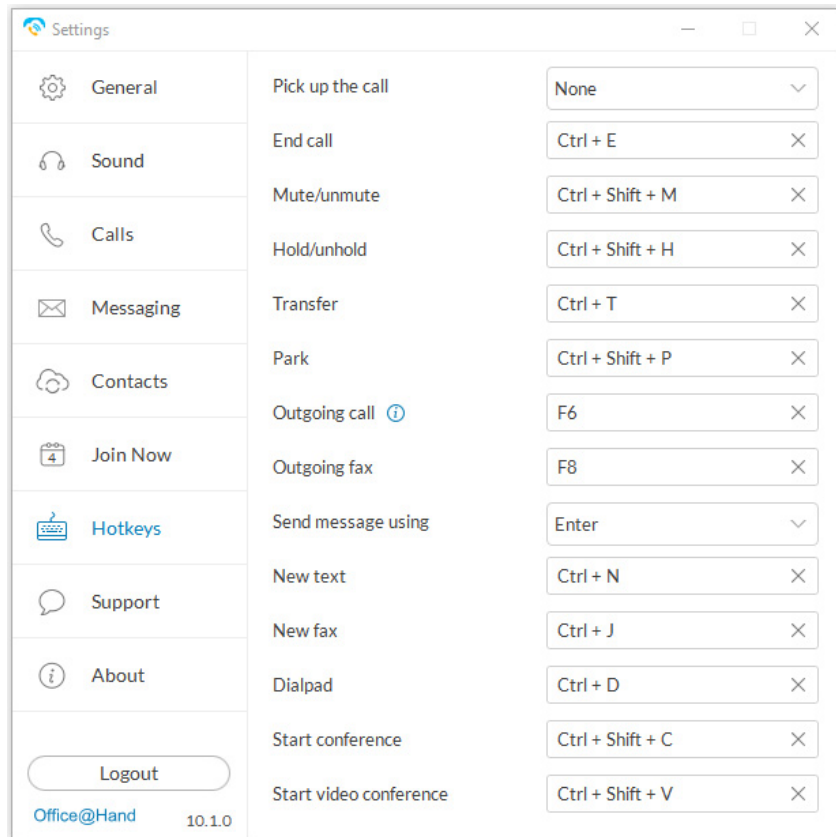 Settings
General
Sound
Calls
Messaging
Contacts
4
Join Now
Hotkeys
Support
About
Logout
Office@Hand 10.1.0
Pick up the call None
End call Ctrl + E
Mute/unmute Ctrl + Shift + M
Hold/unhold Ctrl + Shift + H
Transfer Ctrl + T
Park Ctrl + Shift + P
Outgoing call i F6
Outgoing fax F8
Send message using Enter
New text Ctrl + N
New fax Ctrl + J
Dialpad Ctrl + D
Start conference Ctrl + Shift + C
Start video conference Ctrl + Shift + V